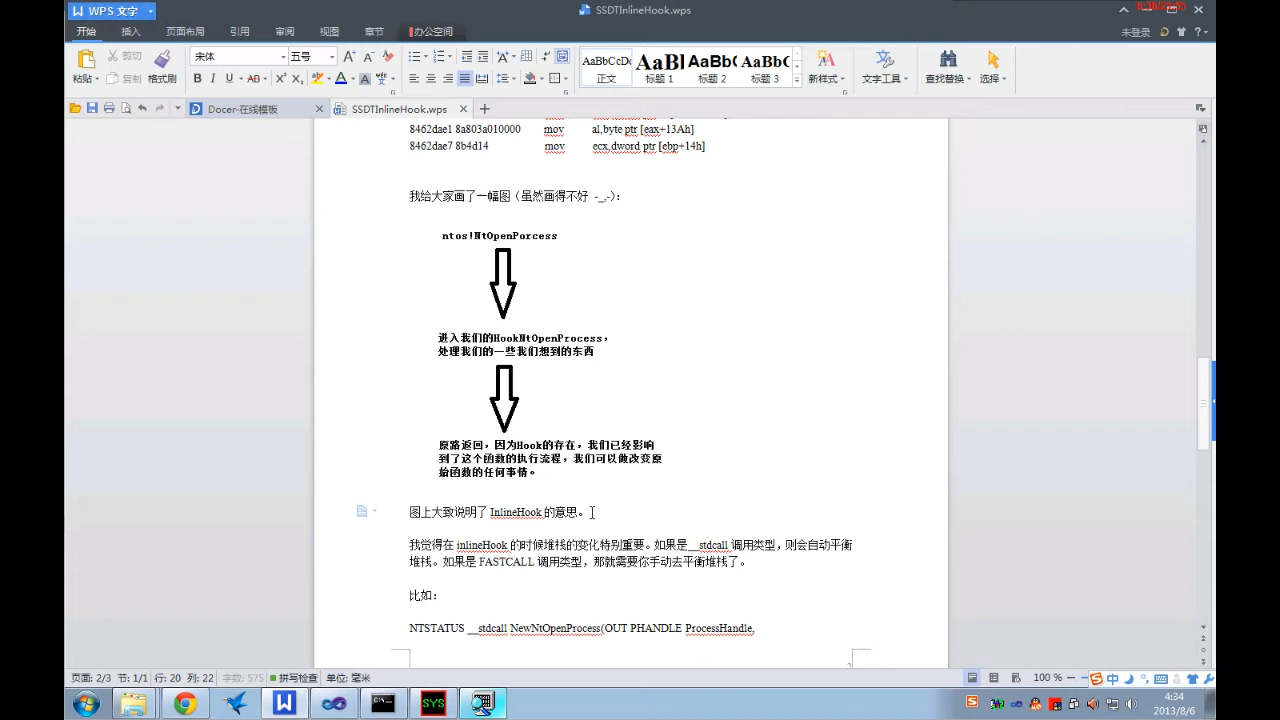 WPS 文字
SSDTInlineHook.wps
开始 插入 页面布局 引用 审阅 视图 章节 办公空间
未登录
粘贴 剪切 复制 格式刷
宋体 五号
AaBbCcDd 正文
AaBl 标题 1
AaBbC 标题 2
AaBbC 标题 3
新样式 文字工具 查找替换 选择
Docer-在线模板 SSDTInlineHook.wps
8462dae1 8a803a010000 mov al,byte ptr [eax+13Ah]
8462dae7 8b4d14 mov ecx,dword ptr [ebp+14h]
我给大家画了一幅图（虽然画得不好 -_,-）：
ntos!NtOpenPorcess
进入我们的HookNtOpenProcess，
处理我们的一些我们想到的东西
原路返回，因为Hook的存在，我们已经影响
到了这个函数的执行流程，我们可以做改变原
始函数的任何事情。
图上大致说明了 InlineHook 的意思。
我觉得在 inlineHook 的时候堆栈的变化特别重要。如果是__stdcall 调用类型，则会自动平衡
堆栈。如果是 FASTCALL 调用类型，那就需要你手动去平衡堆栈了。
比如：
NTSTATUS __stdcall NewNtOpenProcess(OUT PHANDLE ProcessHandle,
页面: 2/3 节: 1/1 行: 20 列: 22 字数: 575 拼写检查 单位: 毫米
100 %
中
SYS
4:34
2013/8/6